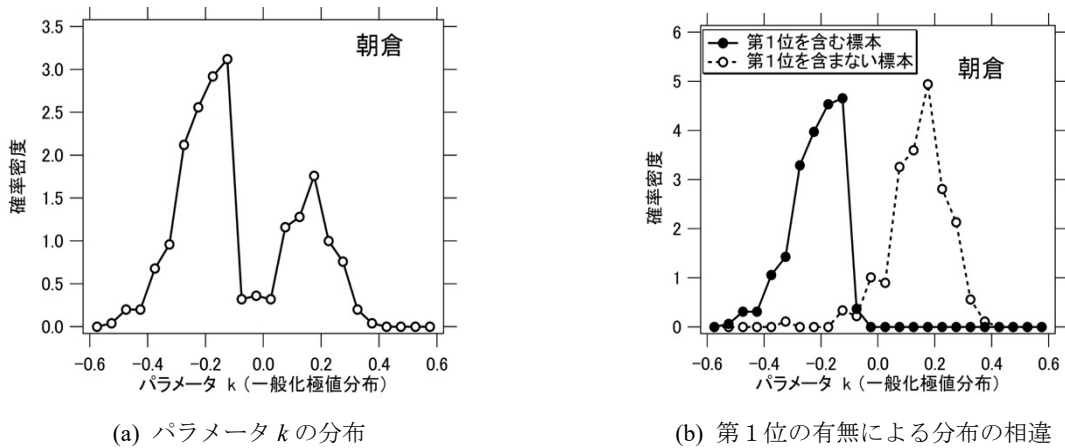 朝倉
確率密度
3.5
3.0
2.5
2.0
1.5
1.0
0.5
0.0
-0.6 -0.4 -0.2 0.0 0.2 0.4 0.6
パラメータ k (一般化極値分布)
(a) パラメータ k の分布
第1位を含む標本
第1位を含まない標本
朝倉
確率密度
6
5
4
3
2
1
0
-0.6 -0.4 -0.2 0.0 0.2 0.4 0.6
パラメータ k (一般化極値分布)
(b) 第1位の有無による分布の相違